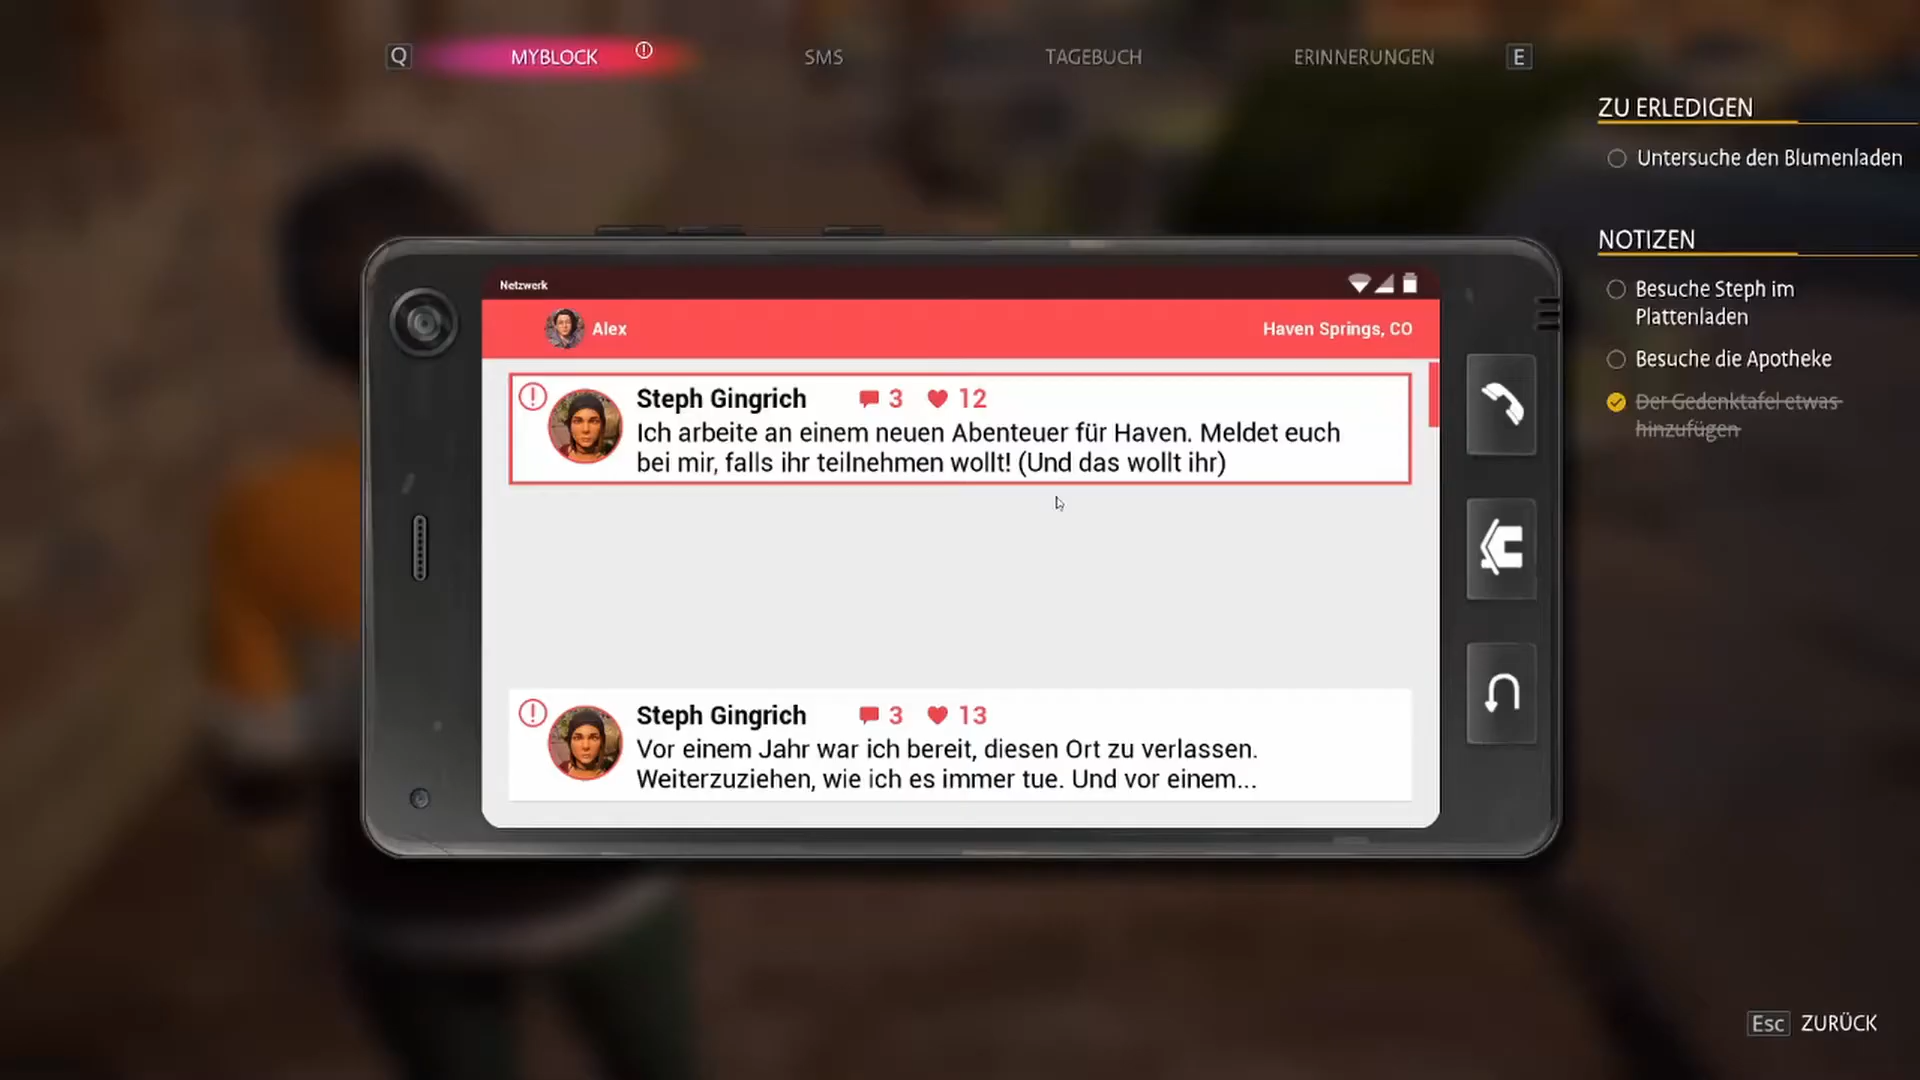 Q
MYBLOCK
SMS
TAGEBUCH
ERINNERUNGEN
E
ZU ERLEDIGEN
Untersuche den Blumenladen
NOTIZEN
Besuche Steph im
Plattenladen
Besuche die Apotheke
Der Gedenktafel etwas
hinzufügen
Netzwerk
Alex
Haven Springs, CO
Steph Gingrich 3 12
Ich arbeite an einem neuen Abenteuer für Haven. Meldet euch
bei mir, falls ihr teilnehmen wollt! (Und das wollt ihr)
Steph Gingrich 3 13
Vor einem Jahr war ich bereit, diesen Ort zu verlassen.
Weiterzuziehen, wie ich es immer tue. Und vor einem...
Esc ZURÜCK